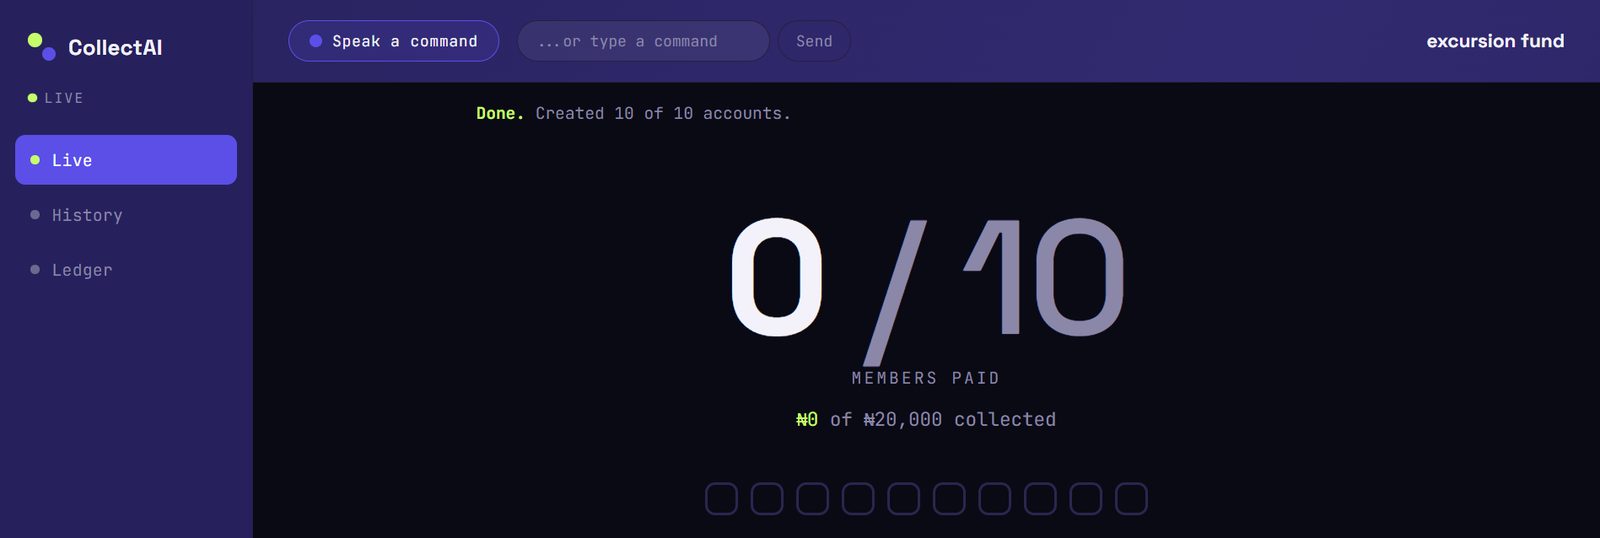 CollectAI
LIVE
Live
History
Ledger
Speak a command
...or type a command
Send
excursion fund
Done. Created 10 of 10 accounts.
0 / 10
MEMBERS PAID
₦0 of ₦20,000 collected